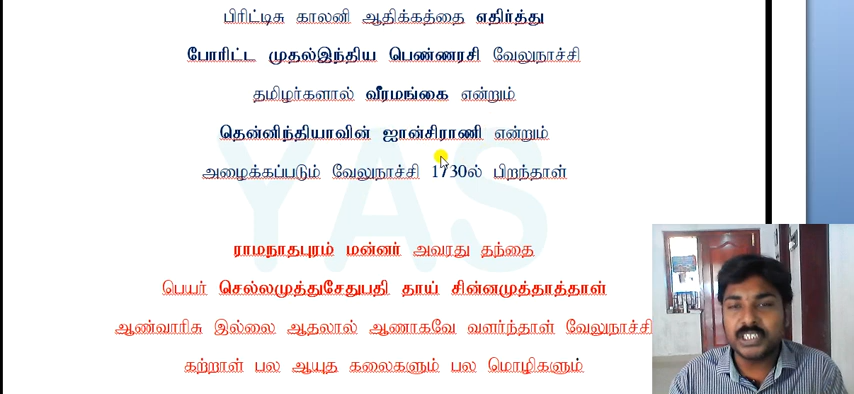 பிரிட்டிசு காலனி ஆதிக்கத்தை எதிர்த்து
போரிட்ட முதல்இந்திய பெண்ணரசி வேலுநாச்சி
தமிழர்களால் வீரமங்கை என்றும்
தென்னிந்தியாவின் ஜான்சிராணி என்றும்
அழைக்கப்படும் வேலுநாச்சி 1730ல் பிறந்தாள்
YAS
ராமநாதபுரம் மன்னர் அவரது தந்தை
பெயர் செல்லமுத்துசேதுபதி தாய் சின்னமுத்தாத்தாள்
ஆண்வாரிசு இல்லை ஆதலால் ஆணாகவே வளர்ந்தாள் வேலுநாச்சி
கற்றாள் பல ஆயுத கலைகளும் பல மொழிகளும்